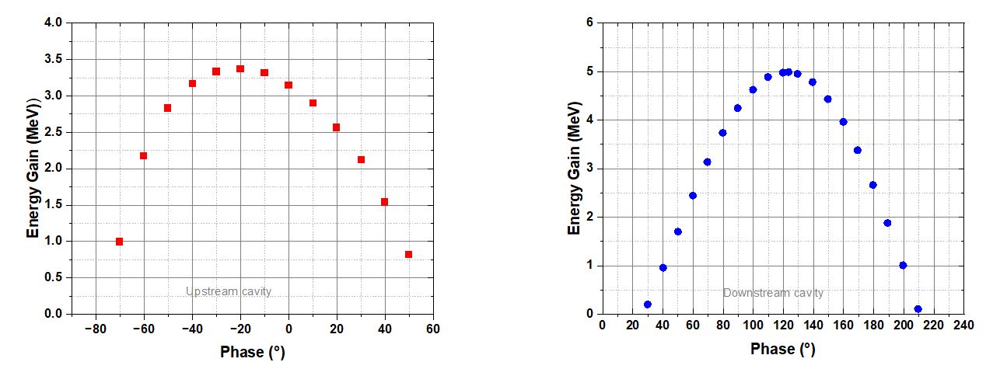 4.0
3.5
3.0
2.5
2.0
1.5
1.0
0.5
0.0
Energy Gain (MeV))
Upstream cavity
−80 −60 −40 −20 0 20 40 60
Phase (°)
6
5
4
3
2
1
0
Energy Gain (MeV)
Downstream cavity
0 20 40 60 80 100 120 140 160 180 200 220 240
Phase (°)